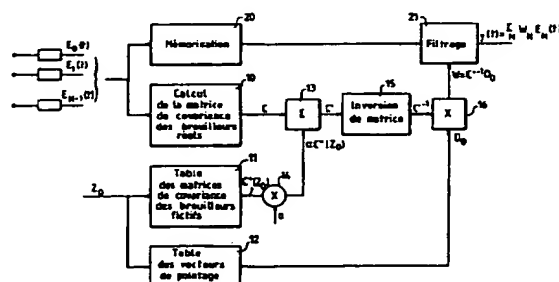 20
Mémorisation
21
Filtrage
E₀(t)
E₁(t)
E_N-1(t)
10
Calcul
de la matrice
de covariance
des brouilleurs
réels
C
13
Σ
C'
15
Inversion
de matrice
C'⁻¹
X
16
W=C'⁻¹D₀
D₀
11
Table
des matrices
de covariance
des brouilleurs
fictifs
C"(Z₀)
14
X
a
aC"(Z₀)
Z₀
12
Table
des vecteurs
de pointage